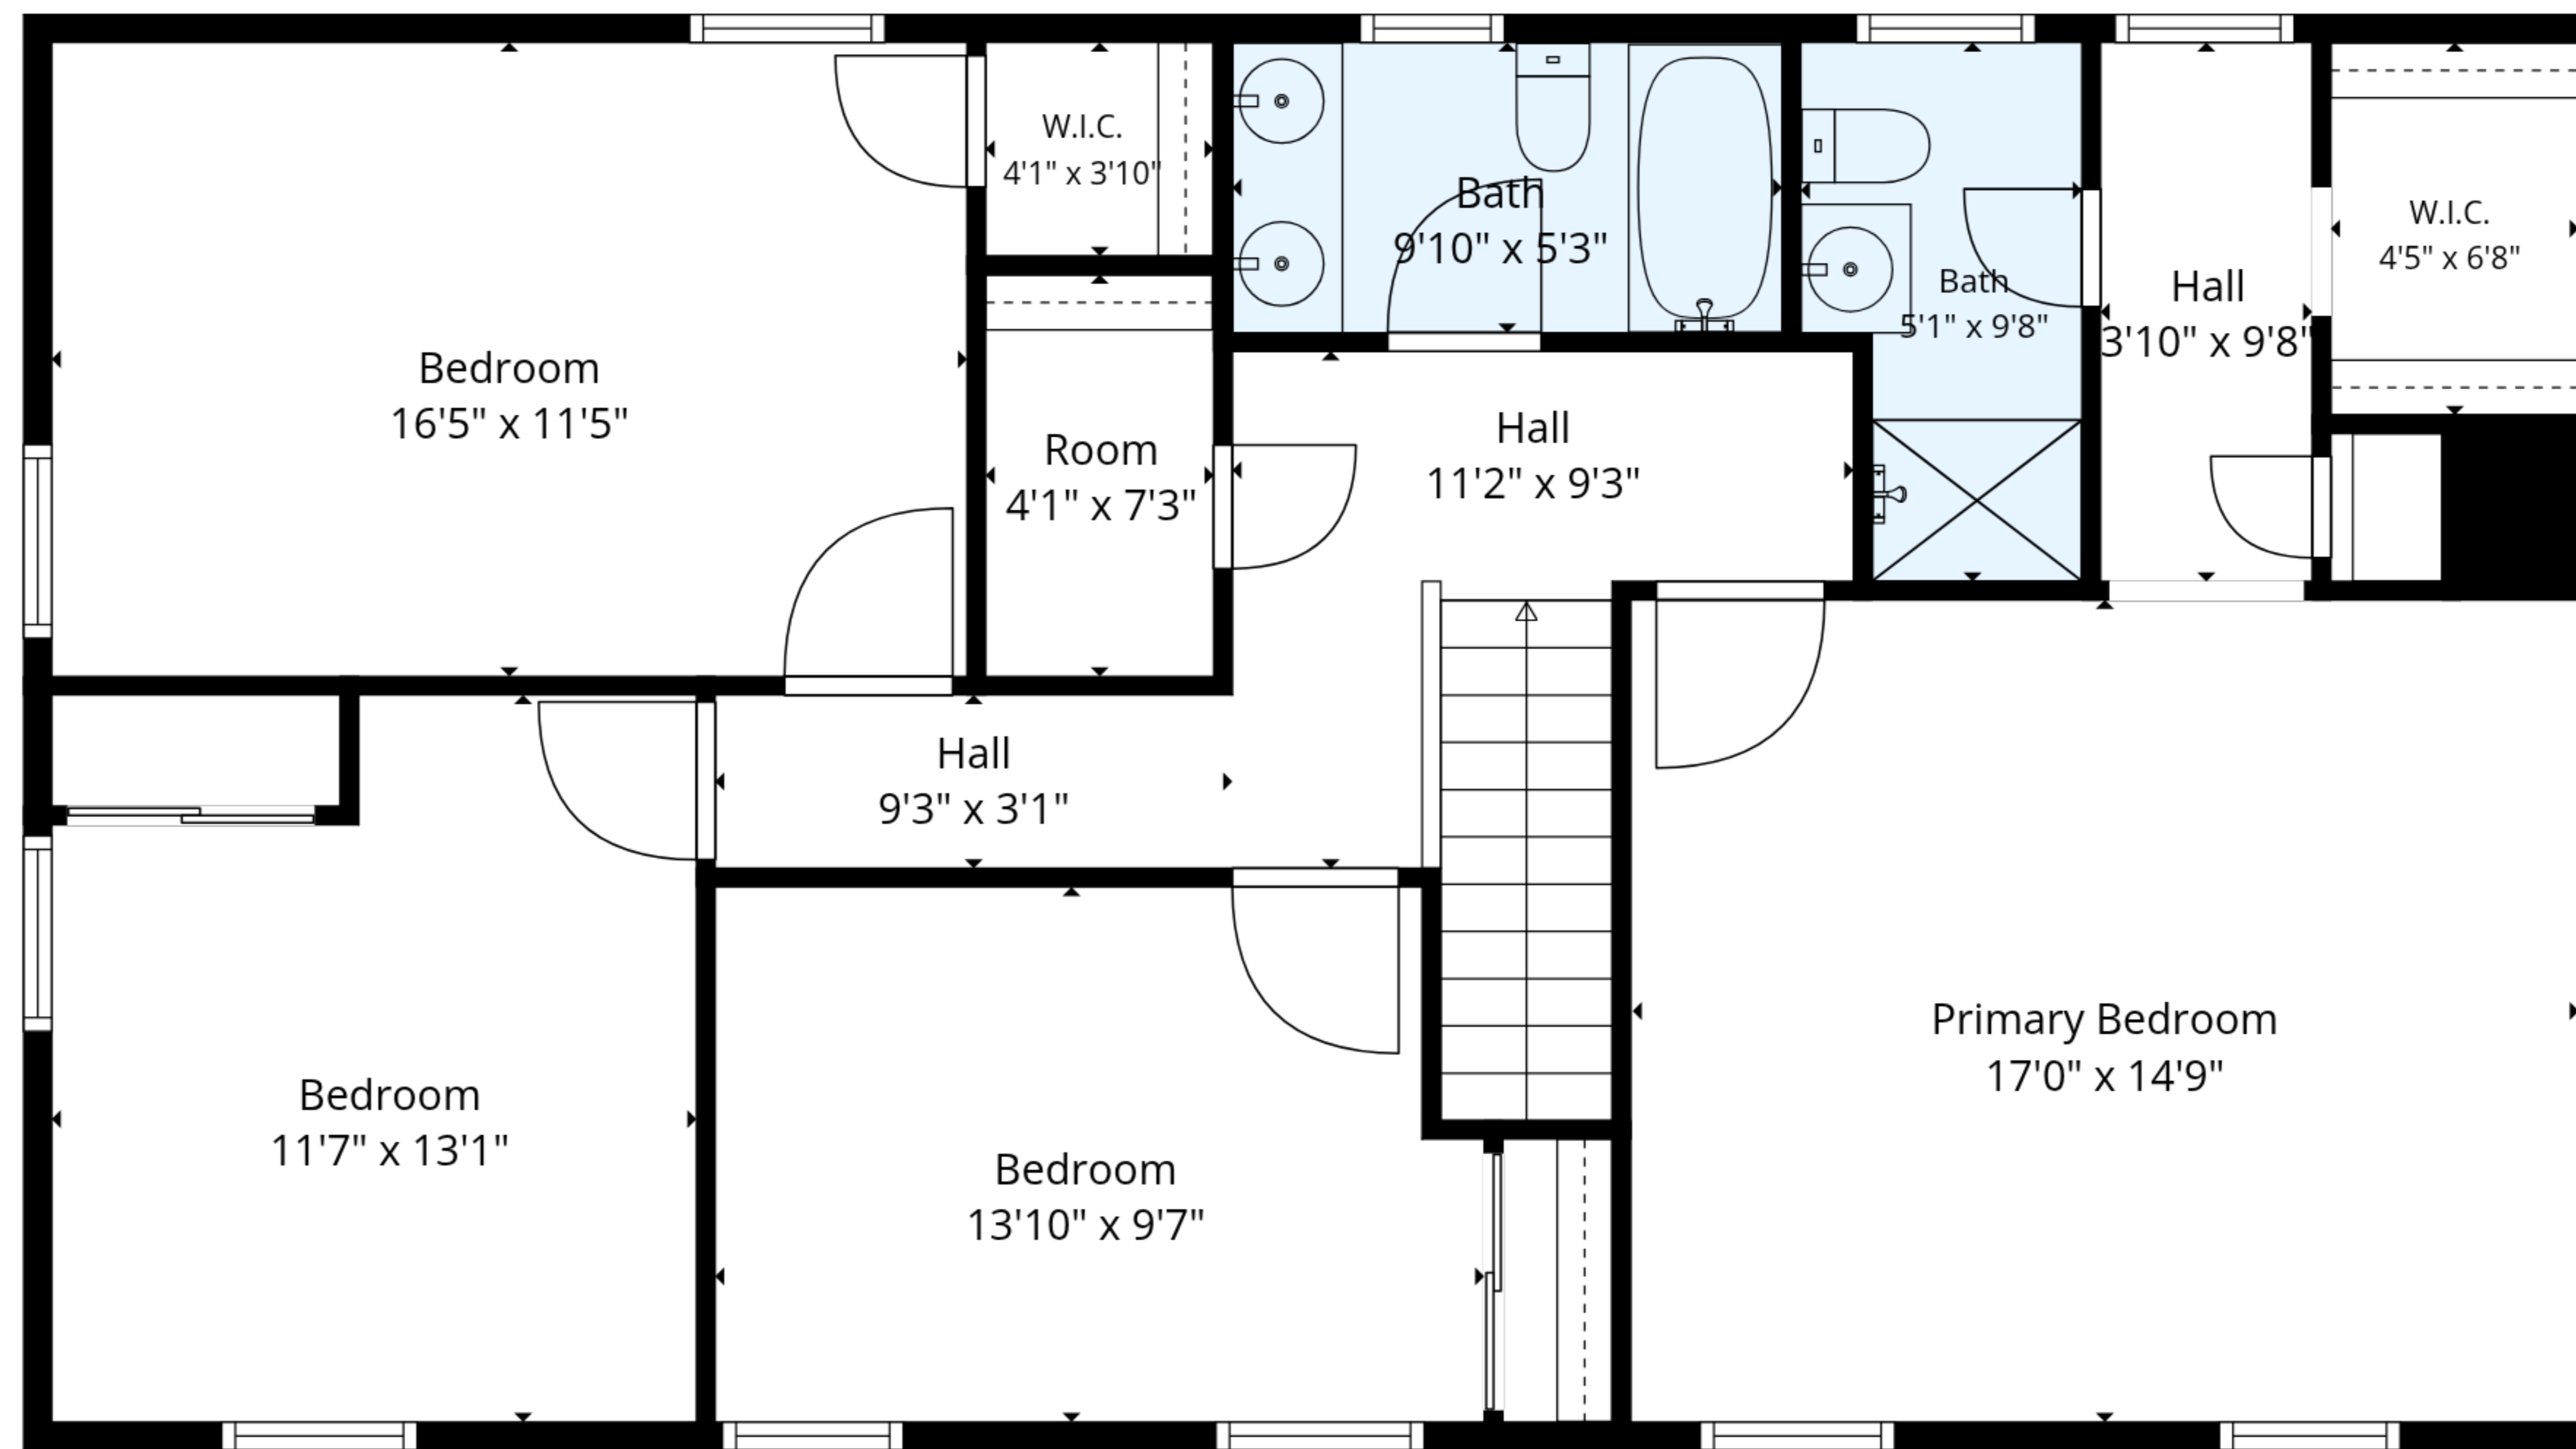 W.I.C.
4'1" x 3'10"
Bath
9'10" x 5'3"
W.I.C.
4'5" x 6'8"
Bath
5'1" x 9'8"
Hall
3'10" x 9'8"
Bedroom
16'5" x 11'5"
Room
4'1" x 7'3"
Hall
11'2" x 9'3"
Hall
9'3" x 3'1"
Primary Bedroom
17'0" x 14'9"
Bedroom
11'7" x 13'1"
Bedroom
13'10" x 9'7"